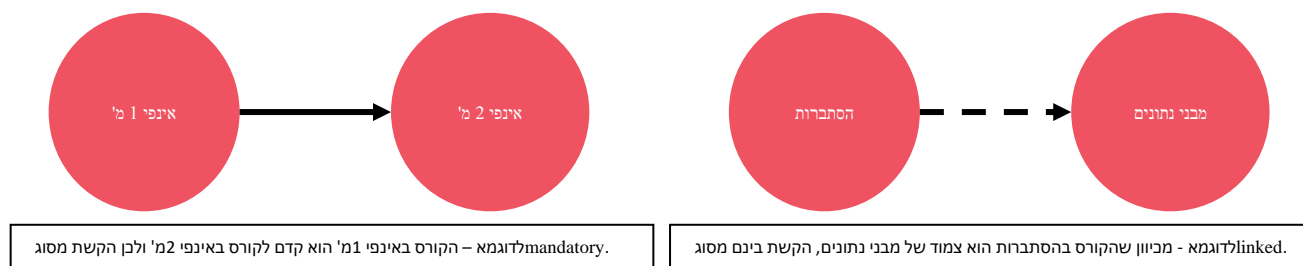 אינפי 1 מ'
אינפי 2 מ'
הסתברות
מבני נתונים
לדוגמא – הקורס באינפי 1מ' הוא קדם לקורס באינפי 2מ' ולכן הקשת מסוג mandatory.
לדוגמא - מכיוון שהקורס בהסתברות הוא צמוד של מבני נתונים, הקשת בינם מסוג linked.